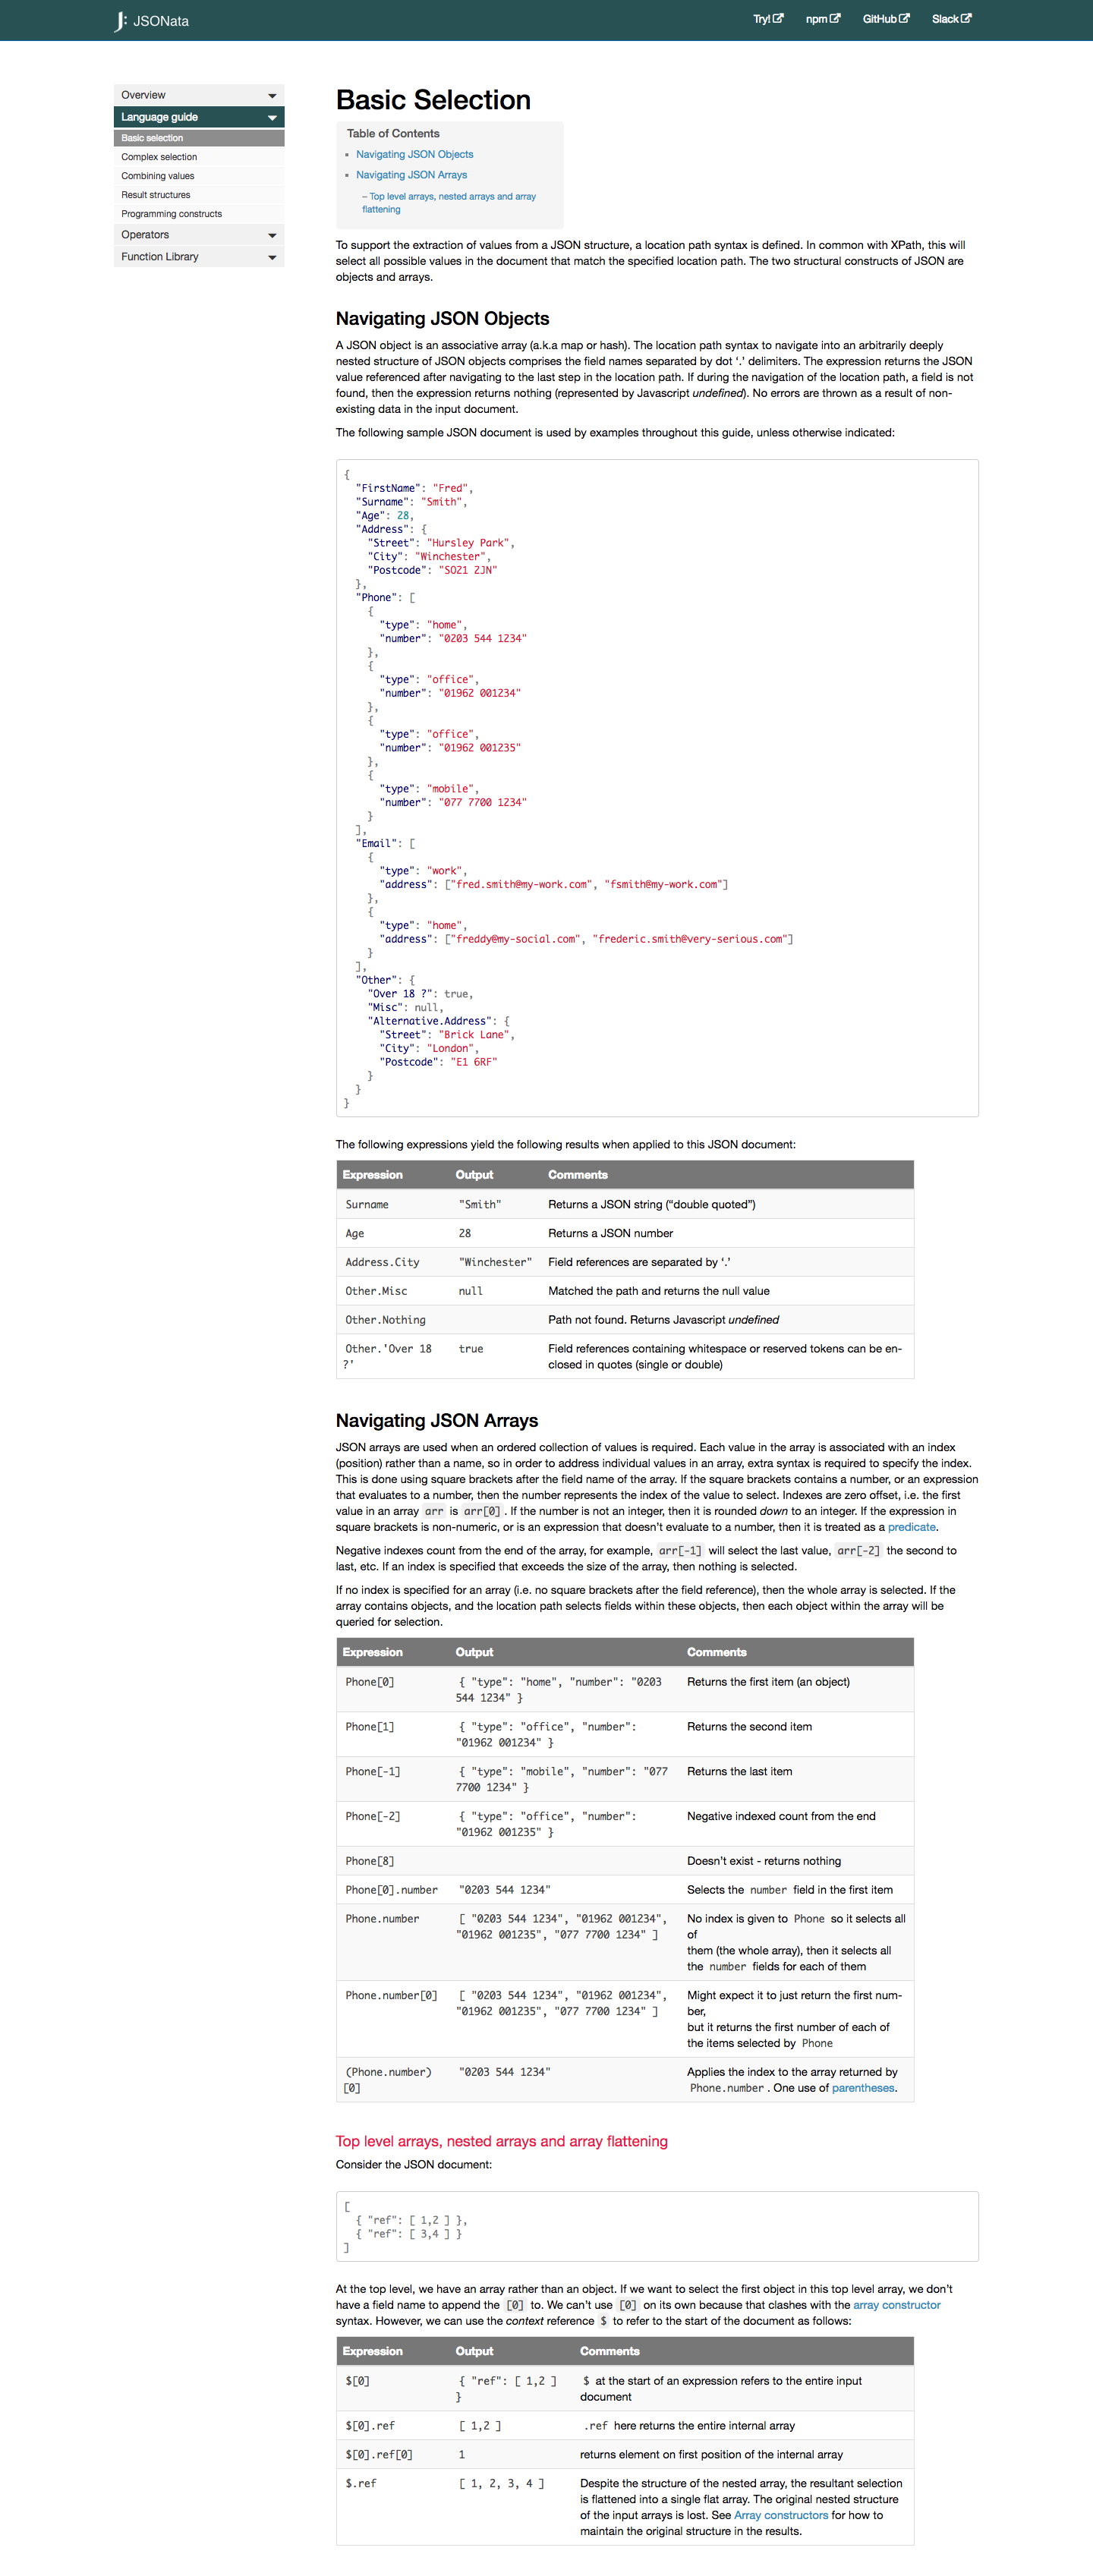 JSONata
Try! npm GitHub Slack
Overview
Language guide
Basic selection
Complex selection
Combining values
Result structures
Programming constructs
Operators
Function Library
Basic Selection
Table of Contents
Navigating JSON Objects
Navigating JSON Arrays
– Top level arrays, nested arrays and array
flattening
To support the extraction of values from a JSON structure, a location path syntax is defined. In common with XPath, this will
select all possible values in the document that match the specified location path. The two structural constructs of JSON are
objects and arrays.
Navigating JSON Objects
A JSON object is an associative array (a.k.a map or hash). The location path syntax to navigate into an arbitrarily deeply
nested structure of JSON objects comprises the field names separated by dot ‘.’ delimiters. The expression returns the JSON
value referenced after navigating to the last step in the location path. If during the navigation of the location path, a field is not
found, then the expression returns nothing (represented by Javascript undefined). No errors are thrown as a result of non-
existing data in the input document.
The following sample JSON document is used by examples throughout this guide, unless otherwise indicated:
{
"FirstName": "Fred",
"Surname": "Smith",
"Age": 28,
"Address": {
"Street": "Hursley Park",
"City": "Winchester",
"Postcode": "SO21 2JN"
},
"Phone": [
{
"type": "home",
"number": "0203 544 1234"
},
{
"type": "office",
"number": "01962 001234"
},
{
"type": "office",
"number": "01962 001235"
},
{
"type": "mobile",
"number": "077 7700 1234"
}
],
"Email": [
{
"type": "work",
"address": ["fred.smith@my-work.com", "fsmith@my-work.com"]
},
{
"type": "home",
"address": ["freddy@my-social.com", "frederic.smith@very-serious.com"]
}
],
"Other": {
"Over 18 ?": true,
"Misc": null,
"Alternative.Address": {
"Street": "Brick Lane",
"City": "London",
"Postcode": "E1 6RF"
}
}
}
The following expressions yield the following results when applied to this JSON document:
Expression Output Comments
Surname "Smith" Returns a JSON string (“double quoted”)
Age 28 Returns a JSON number
Address.City "Winchester" Field references are separated by ‘.’
Other.Misc null Matched the path and returns the null value
Other.Nothing Path not found. Returns Javascript undefined
Other.'Over 18 true Field references containing whitespace or reserved tokens can be en-
?' closed in quotes (single or double)
Navigating JSON Arrays
JSON arrays are used when an ordered collection of values is required. Each value in the array is associated with an index
(position) rather than a name, so in order to address individual values in an array, extra syntax is required to specify the index.
This is done using square brackets after the field name of the array. If the square brackets contains a number, or an expression
that evaluates to a number, then the number represents the index of the value to select. Indexes are zero offset, i.e. the first
value in an array arr is arr[0] . If the number is not an integer, then it is rounded down to an integer. If the expression in
square brackets is non-numeric, or is an expression that doesn't evaluate to a number, then it is treated as a predicate.
Negative indexes count from the end of the array, for example, arr[-1] will select the last value, arr[-2] the second to
last, etc. If an index is specified that exceeds the size of the array, then nothing is selected.
If no index is specified for an array (i.e. no square brackets after the field reference), then the whole array is selected. If the
array contains objects, and the location path selects fields within these objects, then each object within the array will be
queried for selection.
Expression Output Comments
Phone[0] { "type": "home", "number": "0203 Returns the first item (an object)
544 1234" }
Phone[1] { "type": "office", "number": Returns the second item
"01962 001234" }
Phone[-1] { "type": "mobile", "number": "077 Returns the last item
7700 1234" }
Phone[-2] { "type": "office", "number": Negative indexed count from the end
"01962 001235" }
Phone[8] Doesn't exist - returns nothing
Phone[0].number "0203 544 1234" Selects the number field in the first item
Phone.number [ "0203 544 1234", "01962 001234", No index is given to Phone so it selects all
"01962 001235", "077 7700 1234" ] of
them (the whole array), then it selects all
the number fields for each of them
Phone.number[0] [ "0203 544 1234", "01962 001234", Might expect it to just return the first num-
"01962 001235", "077 7700 1234" ] ber,
but it returns the first number of each of
the items selected by Phone
(Phone.number) "0203 544 1234" Applies the index to the array returned by
[0] Phone.number . One use of parentheses.
Top level arrays, nested arrays and array flattening
Consider the JSON document:
[
{ "ref": [ 1,2 ] },
{ "ref": [ 3,4 ] }
]
At the top level, we have an array rather than an object. If we want to select the first object in this top level array, we don't
have a field name to append the [0] to. We can't use [0] on its own because that clashes with the array constructor
syntax. However, we can use the context reference $ to refer to the start of the document as follows:
Expression Output Comments
$[0] { "ref": [ 1,2 ] $ at the start of an expression refers to the entire input
} document
$[0].ref [ 1,2 ] .ref here returns the entire internal array
$[0].ref[0] 1 returns element on first position of the internal array
$.ref [ 1, 2, 3, 4 ] Despite the structure of the nested array, the resultant selection
is flattened into a single flat array. The original nested structure
of the input arrays is lost. See Array constructors for how to
maintain the original structure in the results.